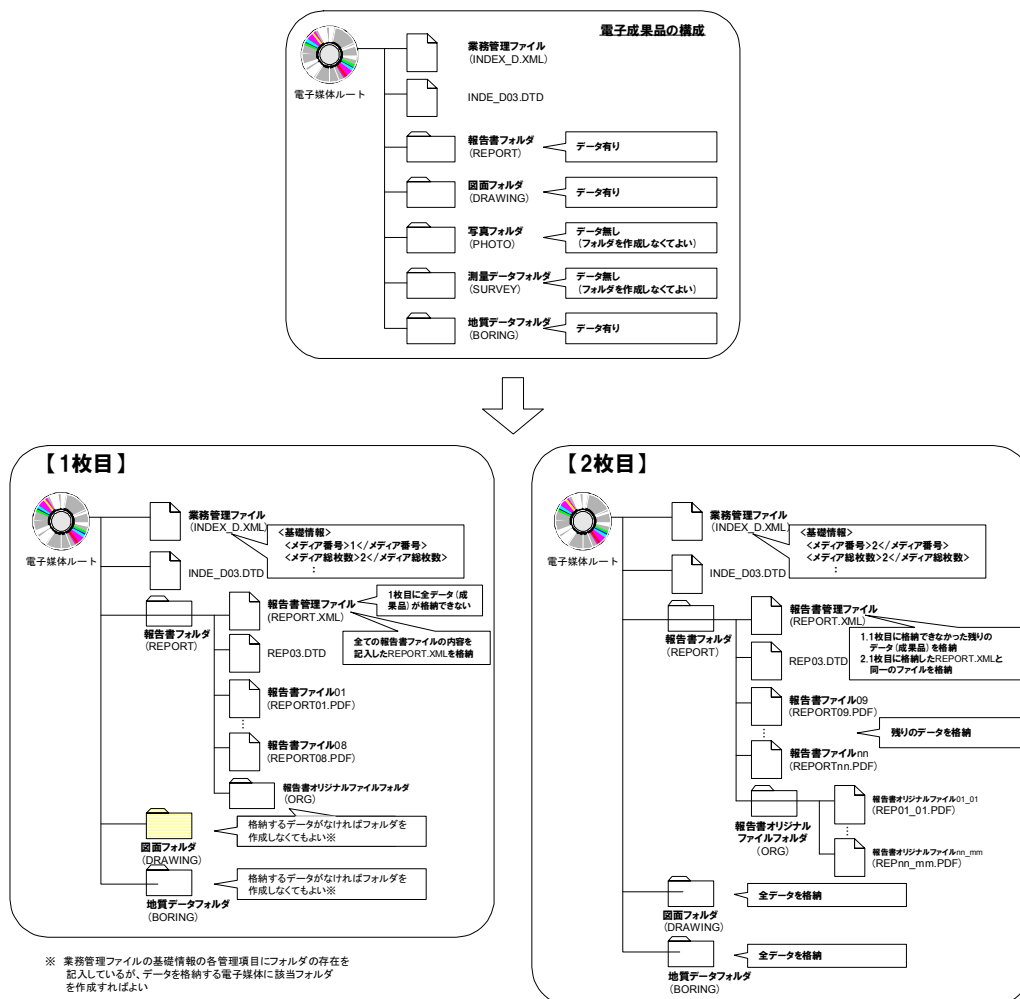 電子成果品の構成
電子媒体ルート
業務管理ファイル
(INDEX_D.XML)
INDE_D03.DTD
報告書フォルダ
(REPORT)
データ有り
図面フォルダ
(DRAWING)
データ有り
写真フォルダ
(PHOTO)
データ無し
(フォルダを作成しなくてよい)
測量データフォルダ
(SURVEY)
データ無し
(フォルダを作成しなくてよい)
地質データフォルダ
(BORING)
データ有り
【1枚目】
電子媒体ルート
業務管理ファイル
(INDEX_D.XML)
<基礎情報>
<メディア番号>1</メディア番号>
<メディア総枚数>2</メディア総枚数>
:
INDE_D03.DTD
報告書フォルダ
(REPORT)
報告書管理ファイル
(REPORT.XML)
1枚目に全データ(成
果品)が格納できない
全ての報告書ファイルの内容を
記入したREPORT.XMLを格納
REP03.DTD
報告書ファイル01
(REPORT01.PDF)
報告書ファイル08
(REPORT08.PDF)
報告書オリジナルファイルフォルダ
(ORG)
格納するデータがなければフォルダを
作成しなくてもよい※
図面フォルダ
(DRAWING)
格納するデータがなければフォルダを
作成しなくてもよい※
地質データフォルダ
(BORING)
※ 業務管理ファイルの基礎情報の各管理項目にフォルダの存在を
記入しているが、データを格納する電子媒体に該当フォルダ
を作成すればよい
【2枚目】
電子媒体ルート
業務管理ファイル
(INDEX_D.XML)
<基礎情報>
<メディア番号>2</メディア番号>
<メディア総枚数>2</メディア総枚数>
:
INDE_D03.DTD
報告書フォルダ
(REPORT)
報告書管理ファイル
(REPORT.XML)
1.1枚目に格納できなかった残りの
データ(成果品)を格納
2.1枚目に格納したREPORT.XMLと
同一のファイルを格納
REP03.DTD
報告書ファイル09
(REPORT09.PDF)
残りのデータを格納
報告書ファイルnn
(REPORTnn.PDF)
報告書オリジナル
ファイルフォルダ
(ORG)
報告書オリジナルファイル01_01
(REP01_01.PDF)
報告書オリジナルファイルnn_mm
(REPnn_mm.PDF)
図面フォルダ
(DRAWING)
全データを格納
地質データフォルダ
(BORING)
全データを格納